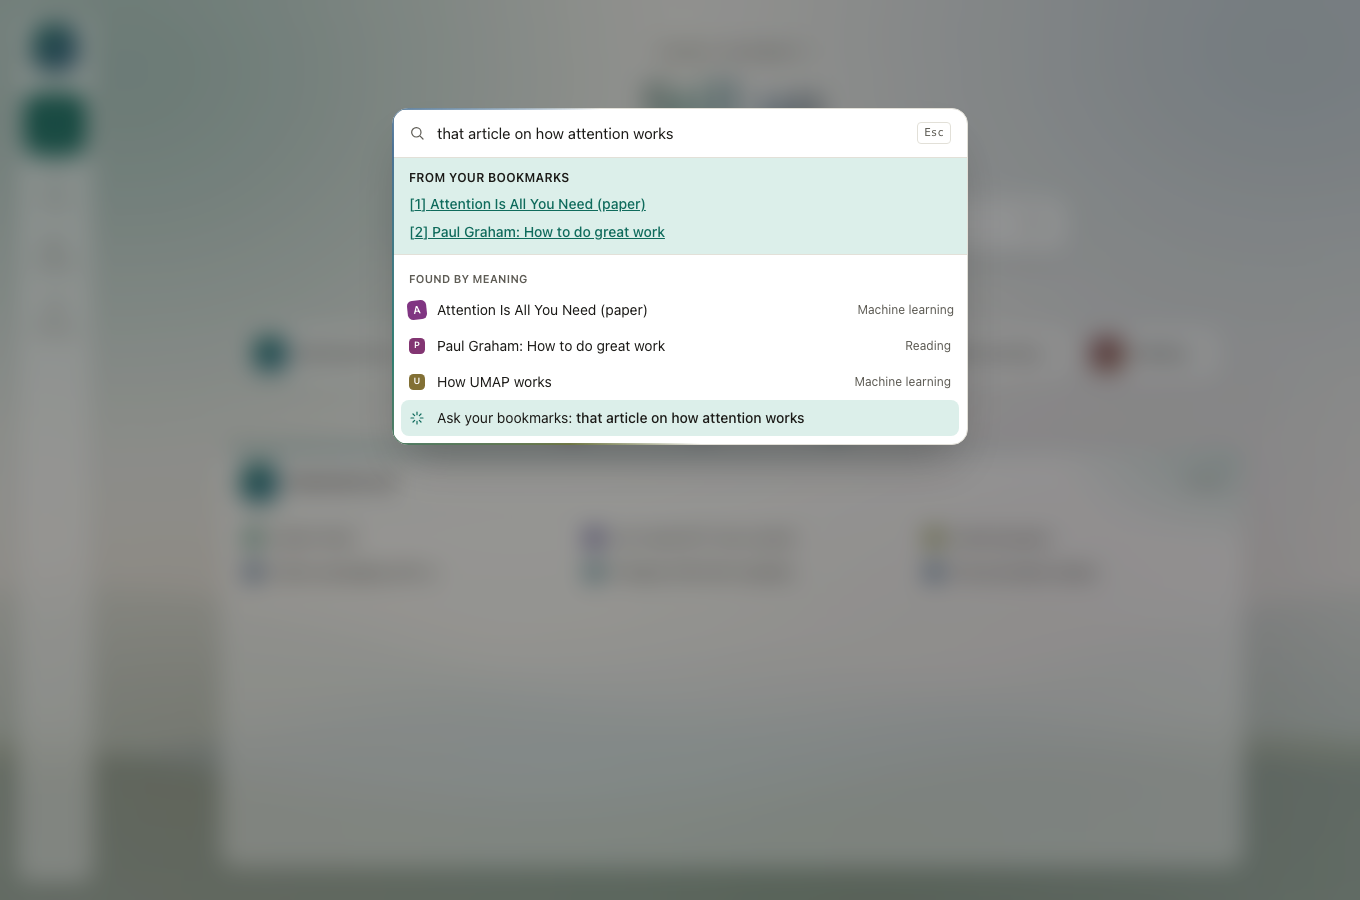 that article on how attention works
Esc
FROM YOUR BOOKMARKS
[1] Attention Is All You Need (paper)
[2] Paul Graham: How to do great work
FOUND BY MEANING
A Attention Is All You Need (paper) Machine learning
P Paul Graham: How to do great work Reading
U How UMAP works Machine learning
Ask your bookmarks: that article on how attention works